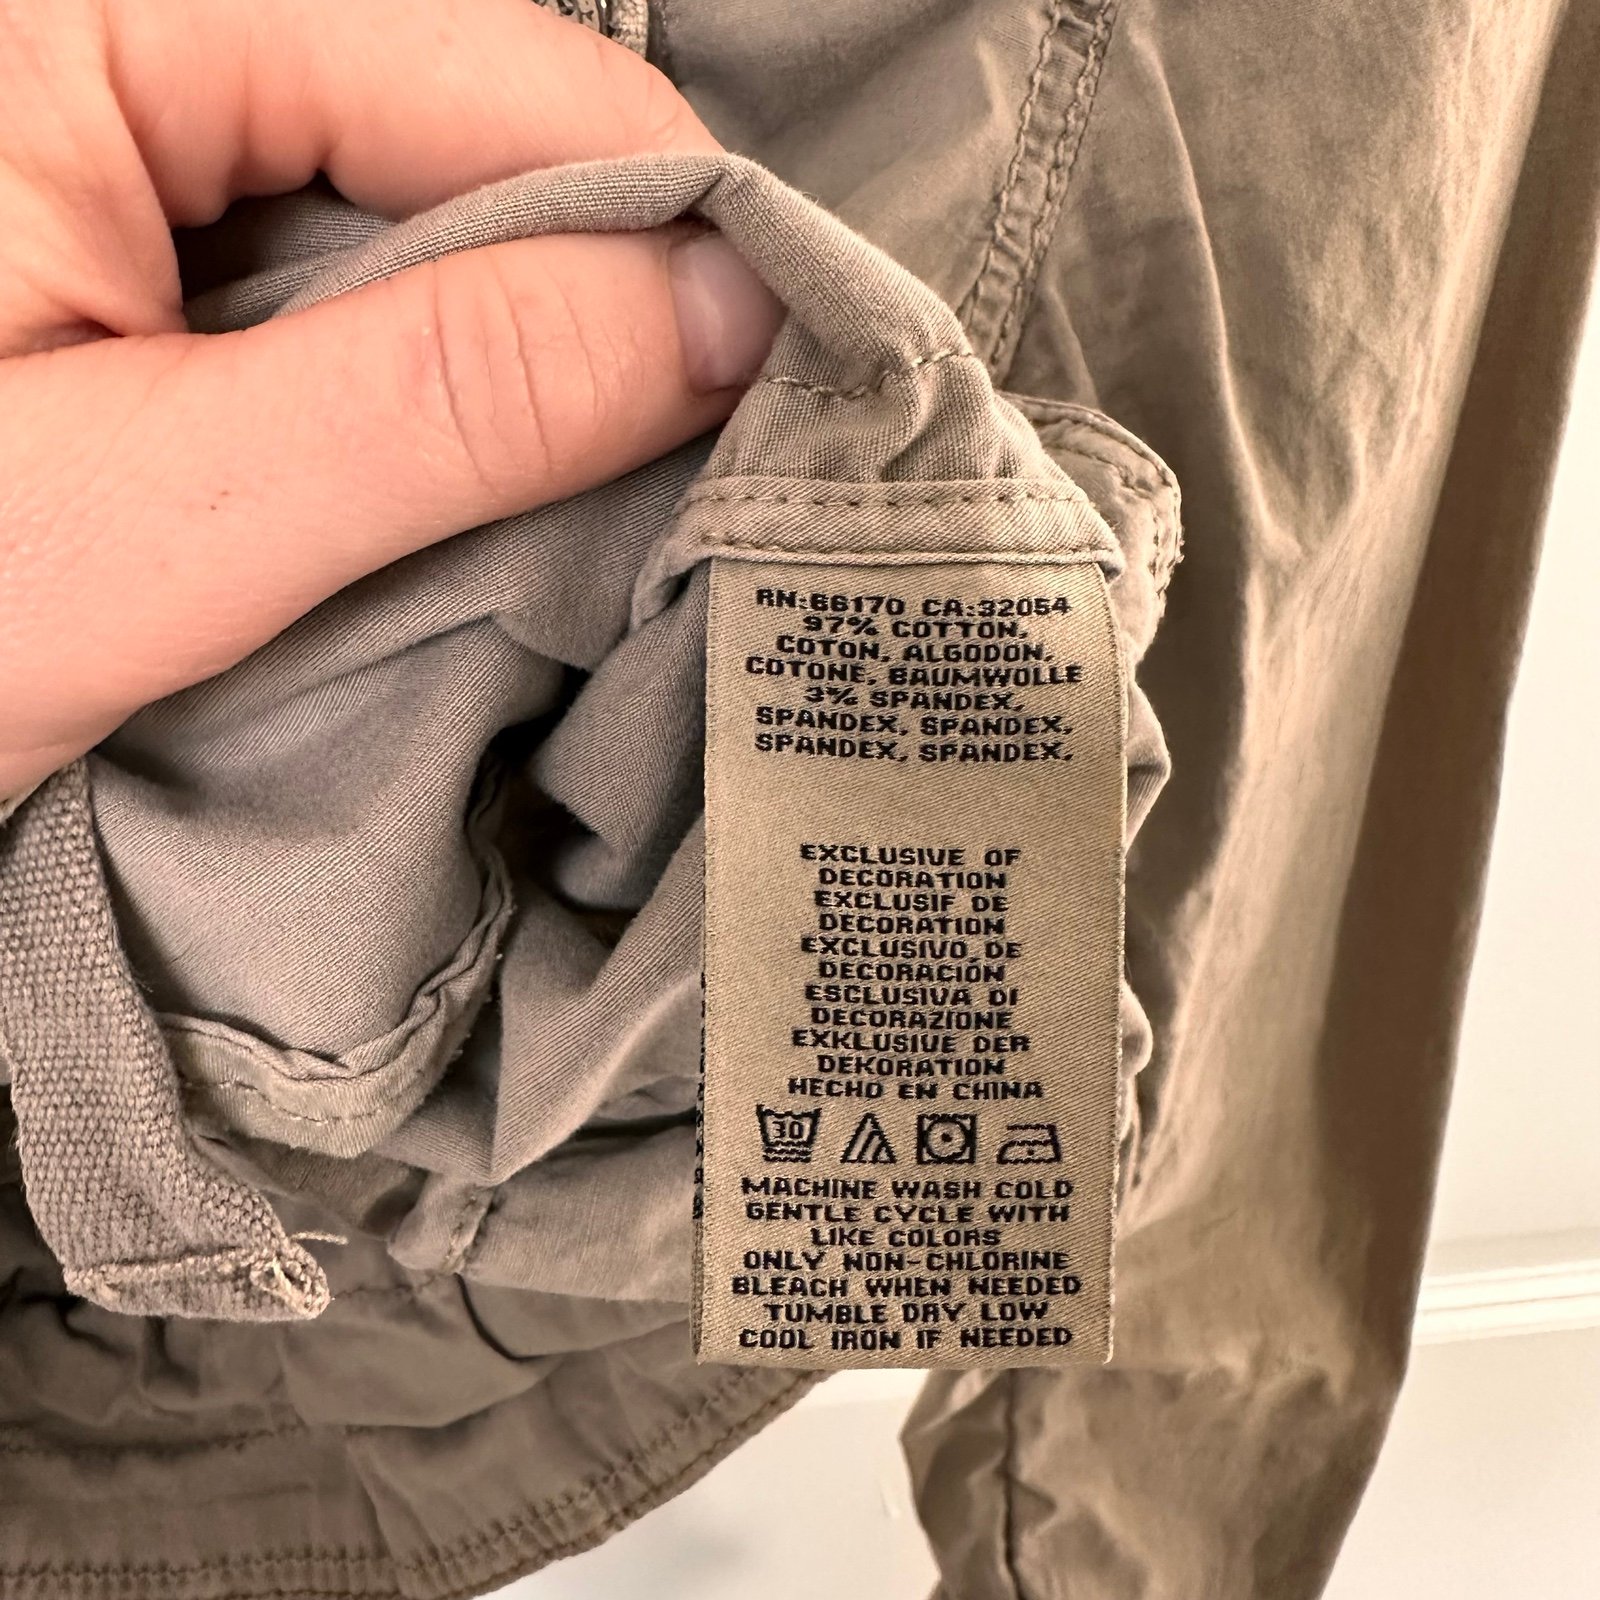 RN:66170 CA:32054
97% COTTON,
COTON, ALGODON,
COTONE, BAUMWOLLE
3% SPANDEX,
SPANDEX, SPANDEX,
SPANDEX, SPANDEX,
EXCLUSIVE OF
DECORATION
EXCLUSIF DE
DECORATION
EXCLUSIVO DE
DECORACIÓN
ESCLUSIVA DI
DECORAZIONE
EXKLUSIVE DER
DEKORATION
HECHO EN CHINA
30
MACHINE WASH COLD
GENTLE CYCLE WITH
LIKE COLORS
ONLY NON-CHLORINE
BLEACH WHEN NEEDED
TUMBLE DRY LOW
COOL IRON IF NEEDED